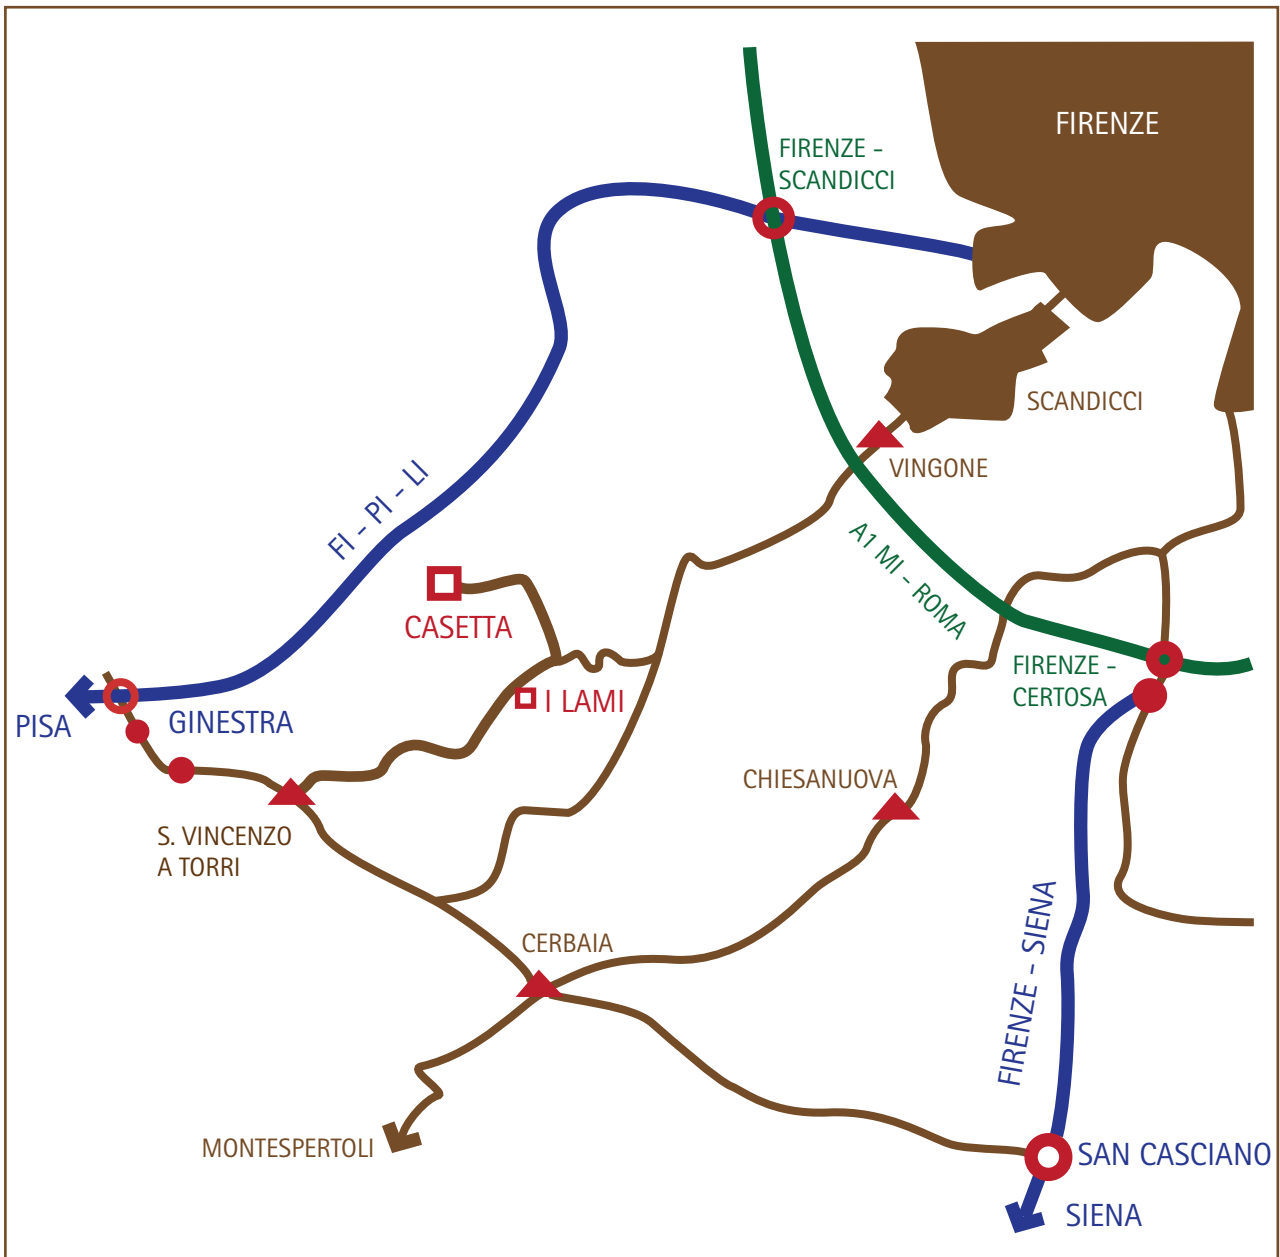 FIRENZE
FIRENZE -
SCANDICCI
SCANDICCI
VINGONE
FI - PI - LI
A1 MI - ROMA
CASETTA
FIRENZE -
CERTOSA
I LAMI
PISA
GINESTRA
CHIESANUOVA
S. VINCENZO
A TORRI
CERBAIA
FIRENZE - SIENA
MONTESPERTOLI
SAN CASCIANO
SIENA